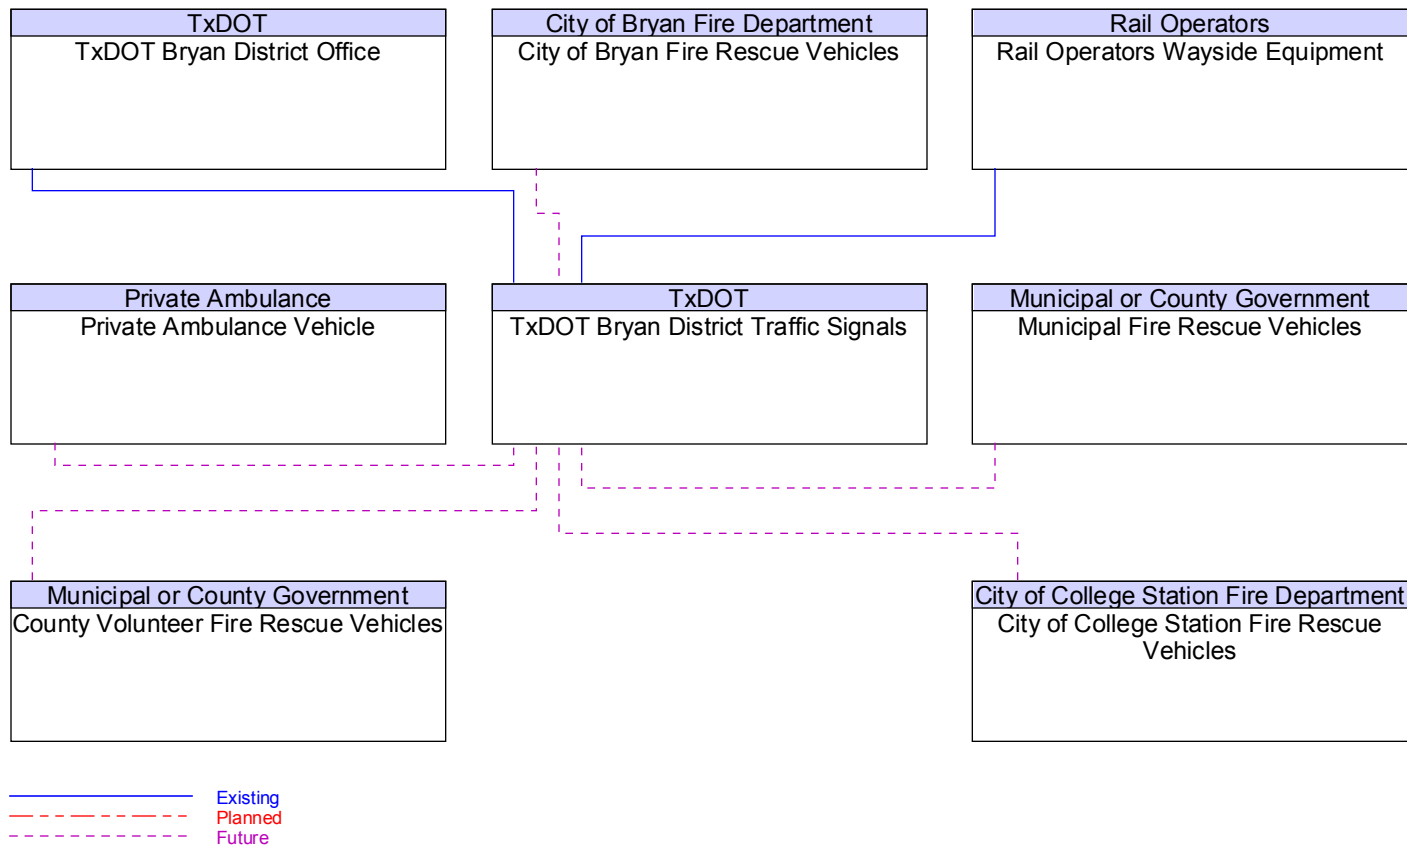 TxDOT
TxDOT Bryan District Office
City of Bryan Fire Department
City of Bryan Fire Rescue Vehicles
Rail Operators
Rail Operators Wayside Equipment
Private Ambulance
Private Ambulance Vehicle
TxDOT
TxDOT Bryan District Traffic Signals
Municipal or County Government
Municipal Fire Rescue Vehicles
Municipal or County Government
County Volunteer Fire Rescue Vehicles
City of College Station Fire Department
City of College Station Fire Rescue
Vehicles
Existing
Planned
Future